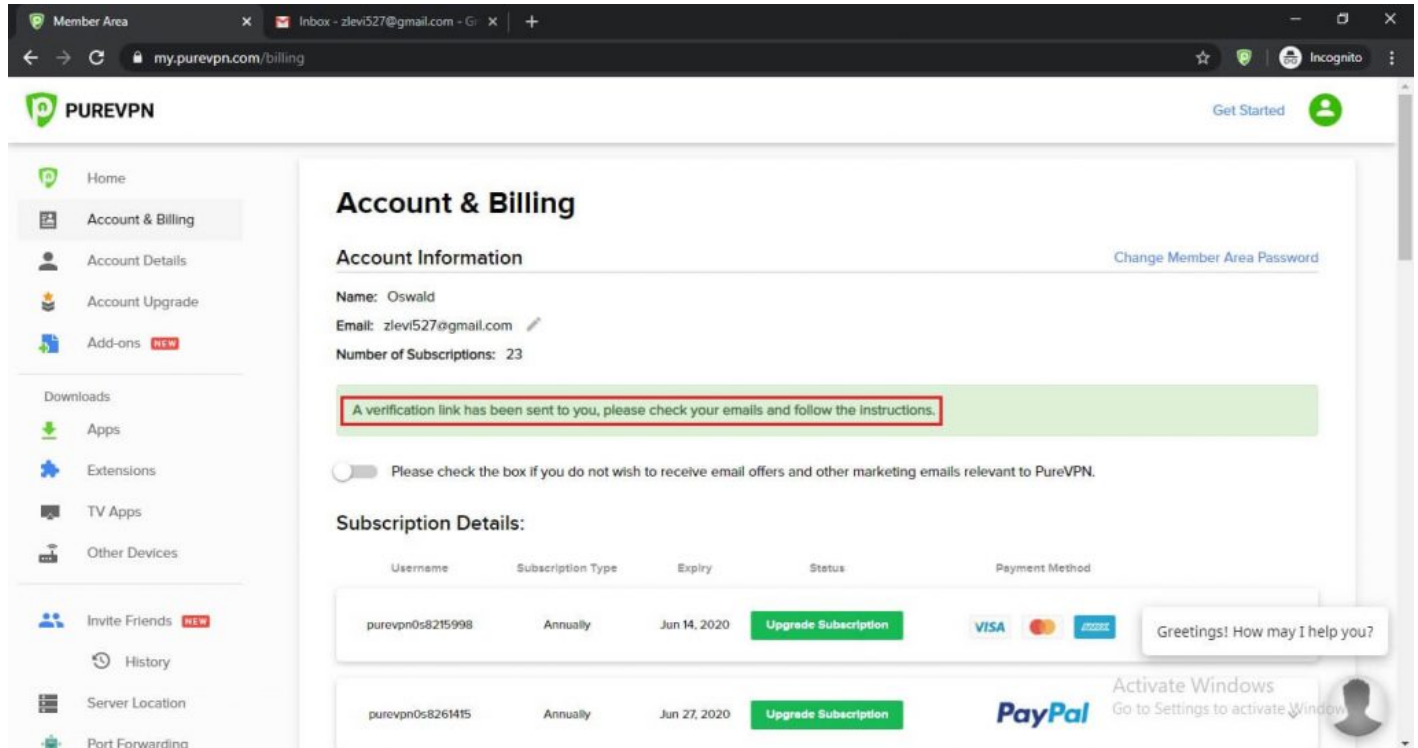 Member Area
Inbox - zlevi527@gmail.com - Gr
my.purevpn.com/billing
Incognito
PUREVPN
Get Started
Home
Account & Billing
Account Details
Account Upgrade
Add-ons NEW
Downloads
Apps
Extensions
TV Apps
Other Devices
Invite Friends NEW
History
Server Location
Port Forwarding
Account & Billing
Account Information
Change Member Area Password
Name: Oswald
Email: zlevi527@gmail.com
Number of Subscriptions: 23
A verification link has been sent to you, please check your emails and follow the instructions.
Please check the box if you do not wish to receive email offers and other marketing emails relevant to PureVPN.
Subscription Details:
Username Subscription Type Expiry Status Payment Method
purevpn0s8215998 Annually Jun 14, 2020 Upgrade Subscription VISA
Greetings! How may I help you?
purevpn0s8261415 Annually Jun 27, 2020 Upgrade Subscription PayPal
Activate Windows
Go to Settings to activate Window